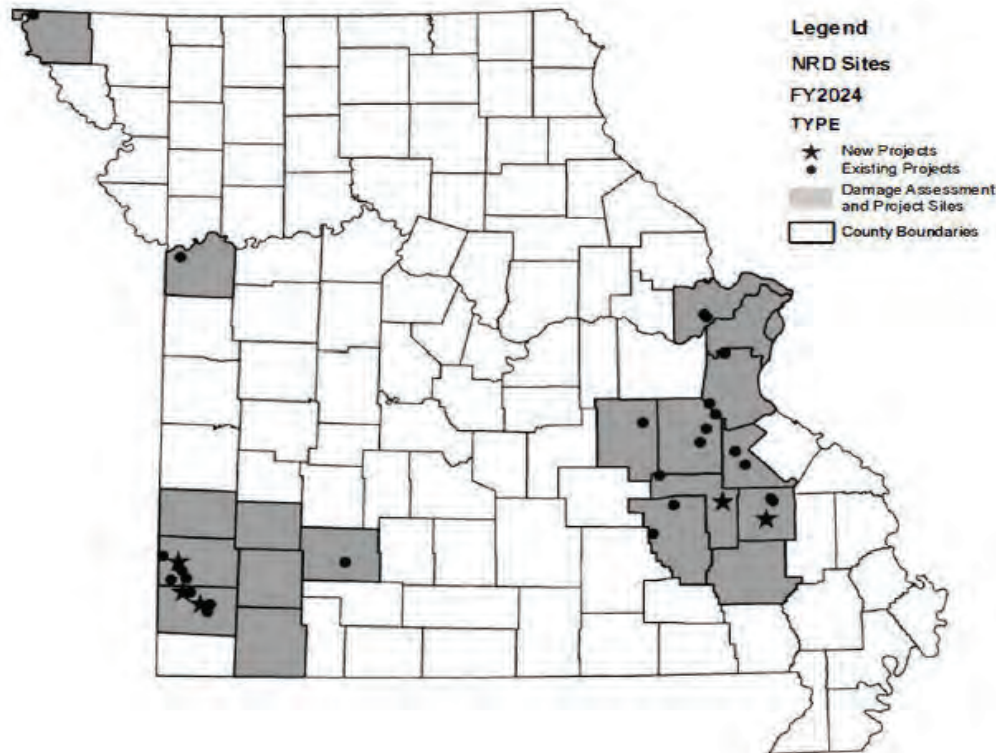 Legend
NRD Sites
FY2024
TYPE
New Projects
Existing Projects
Damage Assessment
and Project Sites
County Boundaries